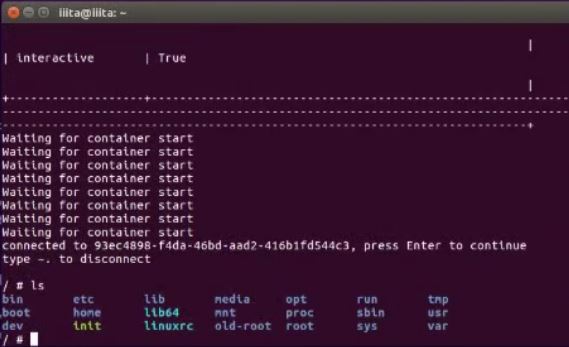 iiita@iiita: ~
|
| interactive | True
|
+------------------+-----------------------------------------------------
--------------------------------------------------------------------------
---------------------------------------------------------------------+
Waiting for container start
Waiting for container start
Waiting for container start
Waiting for container start
Waiting for container start
Waiting for container start
Waiting for container start
Waiting for container start
connected to 93ec4898-f4da-46bd-aad2-416b1fd544c3, press Enter to continue
type ~. to disconnect
/ # ls
bin etc lib media opt run tmp
boot home lib64 mnt proc sbin usr
dev init linuxrc old-root root sys var
/ #